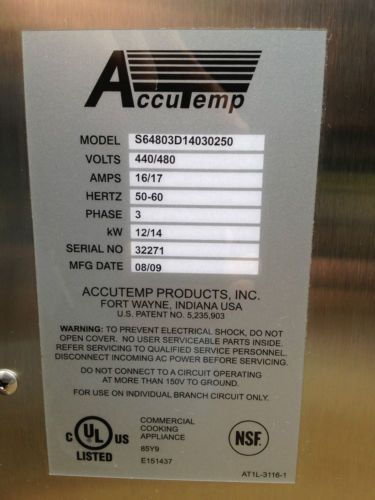 AccuTemp
MODEL S64803D14030250
VOLTS 440/480
AMPS 16/17
HERTZ 50-60
PHASE 3
kW 12/14
SERIAL NO 32271
MFG DATE 08/09
ACCUTEMP PRODUCTS, INC.
FORT WAYNE, INDIANA USA
U.S. PATENT NO. 5,235,903
WARNING: TO PREVENT ELECTRICAL SHOCK, DO NOT
OPEN COVER. NO USER SERVICEABLE PARTS INSIDE.
REFER SERVICING TO QUALIFIED SERVICE PERSONNEL.
DISCONNECT INCOMING AC POWER BEFORE SERVICING.
DO NOT CONNECT TO A CIRCUIT OPERATING
AT MORE THAN 150V TO GROUND.
FOR USE ON INDIVIDUAL BRANCH CIRCUIT ONLY.
C UL US
LISTED
COMMERCIAL
COOKING
APPLIANCE
85Y9
E151437
NSF
AT1L-3116-1